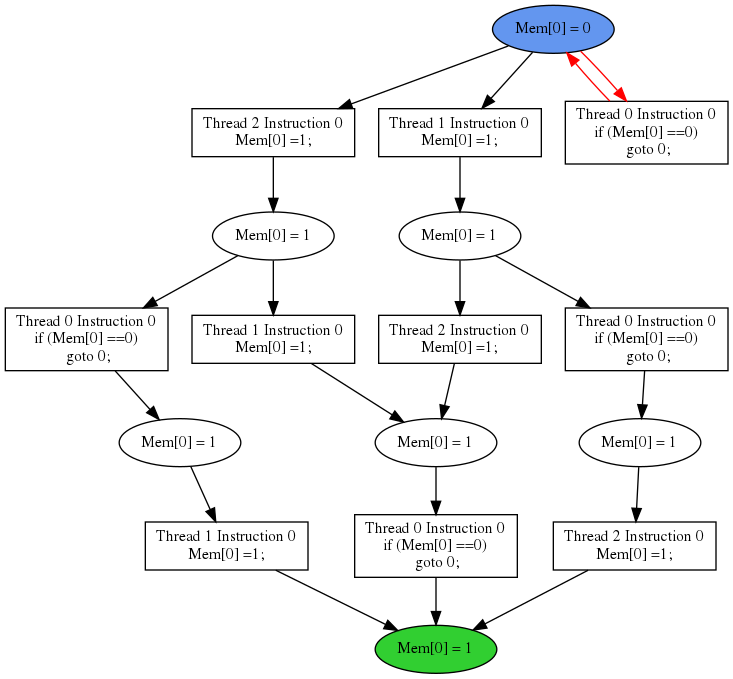 Mem[0] = 0
Thread 2 Instruction 0
Mem[0] =1;
Thread 1 Instruction 0
Mem[0] =1;
Thread 0 Instruction 0
if (Mem[0] ==0)
goto 0;
Mem[0] = 1
Mem[0] = 1
Thread 0 Instruction 0
if (Mem[0] ==0)
goto 0;
Thread 1 Instruction 0
Mem[0] =1;
Thread 2 Instruction 0
Mem[0] =1;
Thread 0 Instruction 0
if (Mem[0] ==0)
goto 0;
Mem[0] = 1
Mem[0] = 1
Mem[0] = 1
Thread 1 Instruction 0
Mem[0] =1;
Thread 0 Instruction 0
if (Mem[0] ==0)
goto 0;
Thread 2 Instruction 0
Mem[0] =1;
Mem[0] = 1